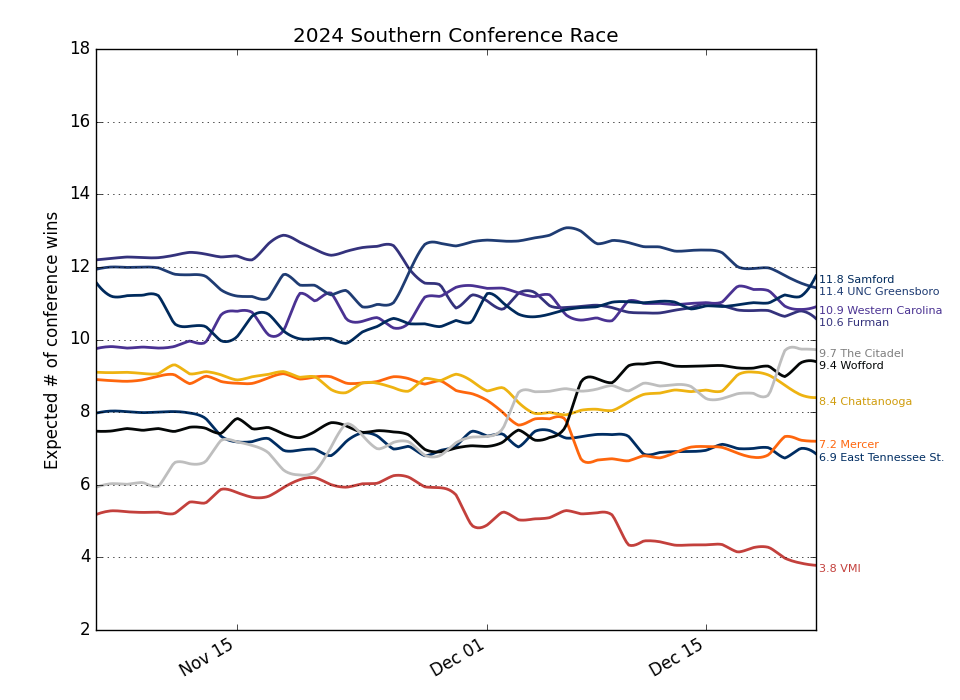 2024 Southern Conference Race
Expected # of conference wins
18
16
14
12
10
8
6
4
2
Nov 15
Dec 01
Dec 15
11.8 Samford
11.4 UNC Greensboro
10.9 Western Carolina
10.6 Furman
9.7 The Citadel
9.4 Wofford
8.4 Chattanooga
7.2 Mercer
6.9 East Tennessee St.
3.8 VMI